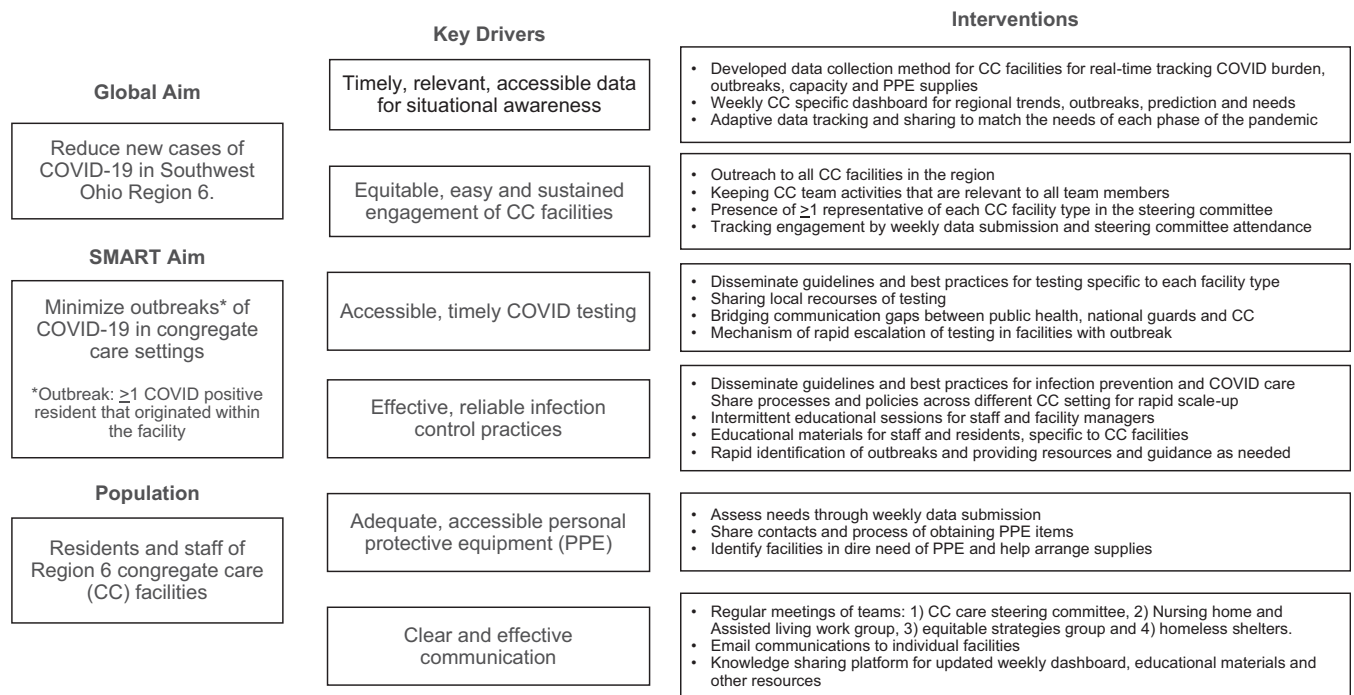 Global Aim
Reduce new cases of
COVID-19 in Southwest
Ohio Region 6.
SMART Aim
Minimize outbreaks* of
COVID-19 in congregate
care settings
*Outbreak: ≥1 COVID positive
resident that originated within
the facility
Population
Residents and staff of
Region 6 congregate care
(CC) facilities
Key Drivers
Timely, relevant, accessible data
for situational awareness
Equitable, easy and sustained
engagement of CC facilities
Accessible, timely COVID testing
Effective, reliable infection
control practices
Adequate, accessible personal
protective equipment (PPE)
Clear and effective
communication
Interventions
• Developed data collection method for CC facilities for real-time tracking COVID burden,
outbreaks, capacity and PPE supplies
• Weekly CC specific dashboard for regional trends, outbreaks, prediction and needs
• Adaptive data tracking and sharing to match the needs of each phase of the pandemic
• Outreach to all CC facilities in the region
• Keeping CC team activities that are relevant to all team members
• Presence of ≥1 representative of each CC facility type in the steering committee
• Tracking engagement by weekly data submission and steering committee attendance
• Disseminate guidelines and best practices for testing specific to each facility type
• Sharing local recourses of testing
• Bridging communication gaps between public health, national guards and CC
• Mechanism of rapid escalation of testing in facilities with outbreak
• Disseminate guidelines and best practices for infection prevention and COVID care
Share processes and policies across different CC setting for rapid scale-up
• Intermittent educational sessions for staff and facility managers
• Educational materials for staff and residents, specific to CC facilities
• Rapid identification of outbreaks and providing resources and guidance as needed
• Assess needs through weekly data submission
• Share contacts and process of obtaining PPE items
• Identify facilities in dire need of PPE and help arrange supplies
• Regular meetings of teams: 1) CC care steering committee, 2) Nursing home and
Assisted living work group, 3) equitable strategies group and 4) homeless shelters.
• Email communications to individual facilities
• Knowledge sharing platform for updated weekly dashboard, educational materials and
other resources